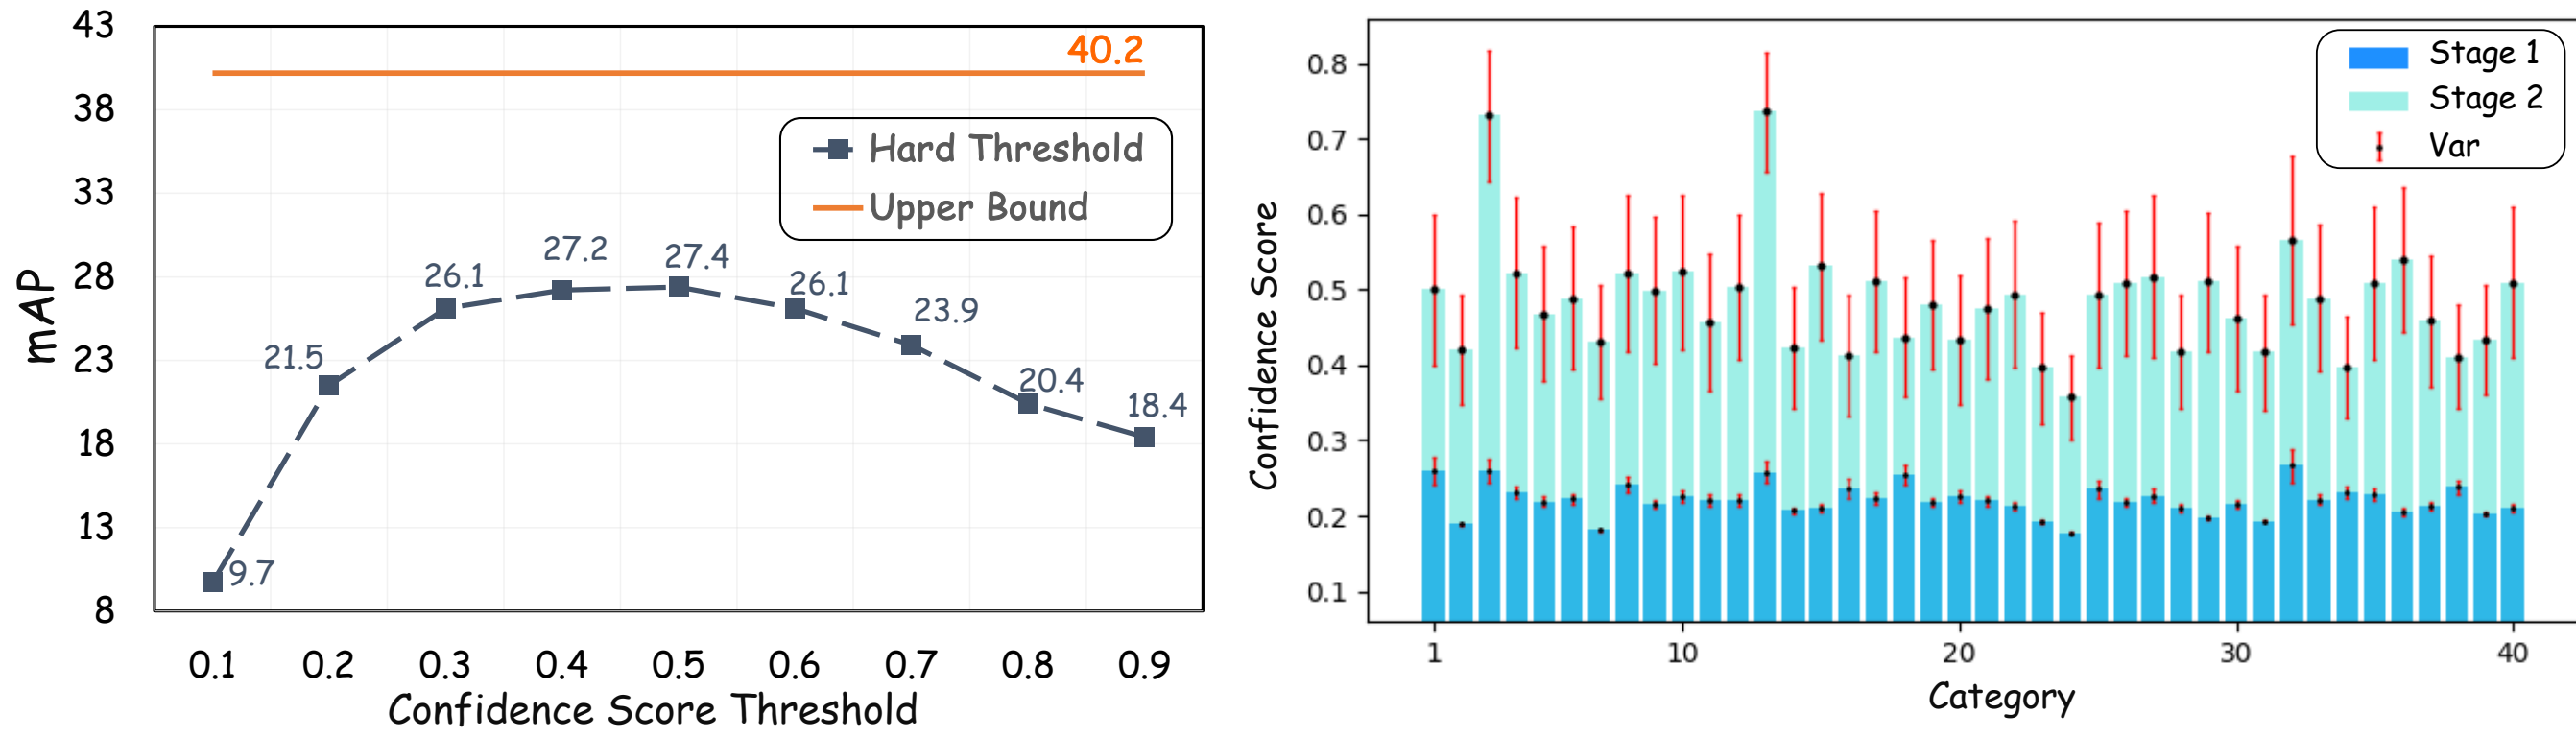 43
38
33
28
23
18
13
8
mAP
40.2
Hard Threshold
Upper Bound
9.7
21.5
26.1
27.2
27.4
26.1
23.9
20.4
18.4
0.1 0.2 0.3 0.4 0.5 0.6 0.7 0.8 0.9
Confidence Score Threshold
0.8
0.7
0.6
0.5
0.4
0.3
0.2
0.1
Confidence Score
Stage 1
Stage 2
Var
1 10 20 30 40
Category